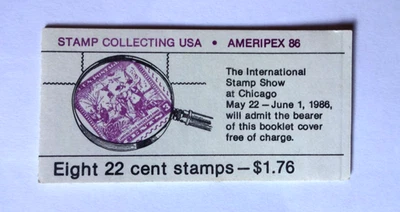 STAMP COLLECTING USA • AMERIPEX 86
The International
Stamp Show
at Chicago
May 22 – June 1, 1986,
will admit the bearer
of this booklet cover
free of charge.
Eight 22 cent stamps – $1.76